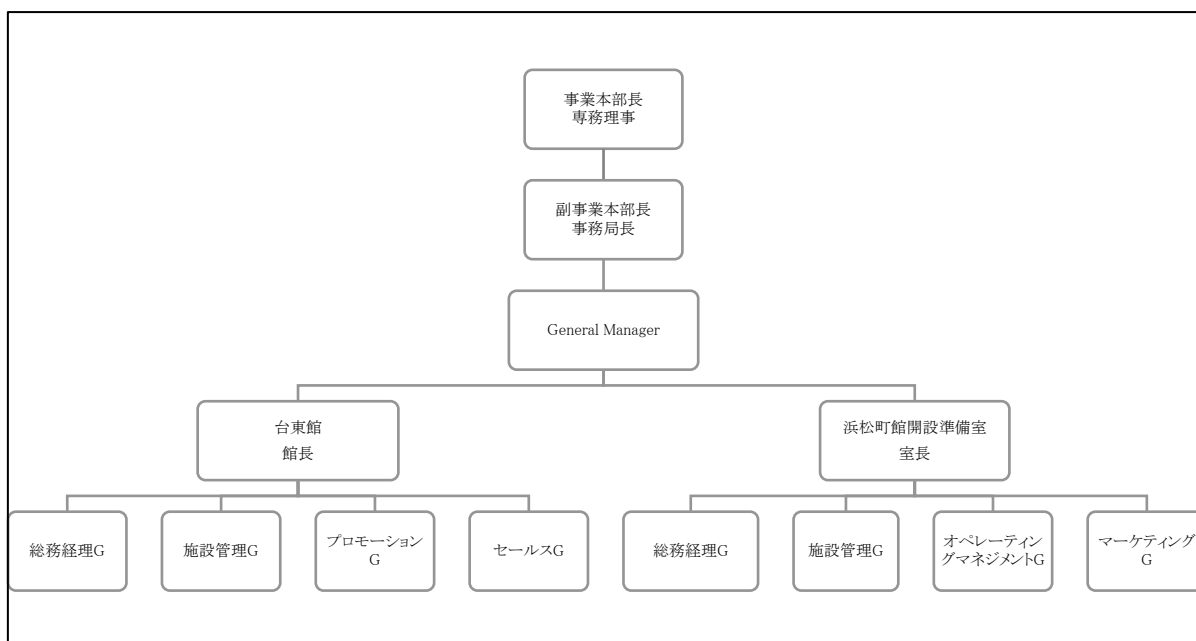 事業本部長
専務理事
副事業本部長
事務局長
General Manager
台東館
館長
浜松町館開設準備室
室長
総務経理G
施設管理G
プロモーション
G
セールスG
総務経理G
施設管理G
オペレーティン
グマネジメントG
マーケティング
G